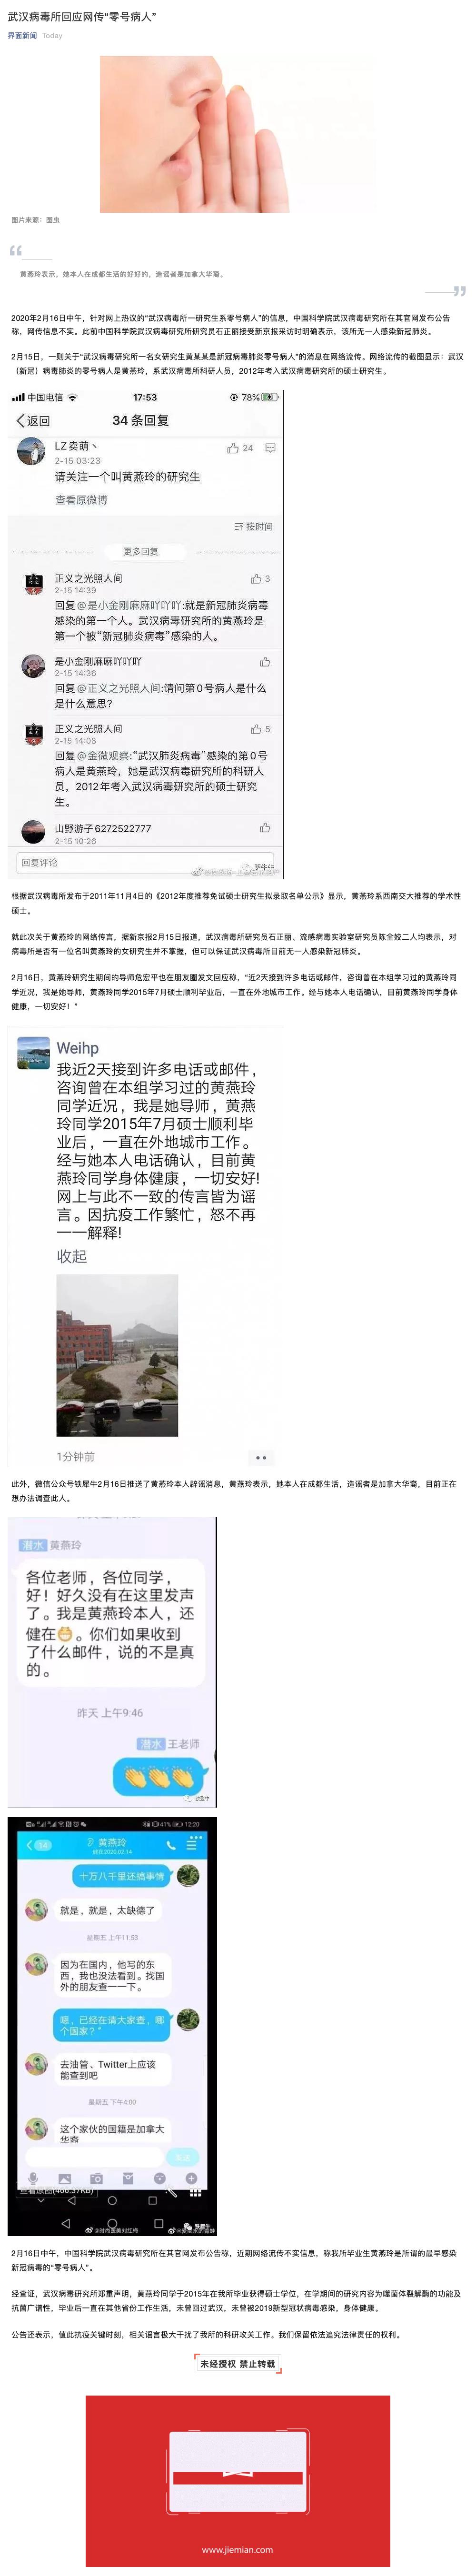 武汉病毒所回应网传“零号病人”
界面新闻 Today
图片来源：图虫
“
黄燕玲表示，她本人在成都生活的好好的，造谣者是加拿大华裔。
”
2020年2月16日中午，针对网上热议的“武汉病毒所一研究生系零号病人”的信息，中国科学院武汉病毒研究所在其官网发布公告
称，网传信息不实。此前中国科学院武汉病毒研究所研究员石正丽接受新京报采访时明确表示，该所无一人感染新冠肺炎。
2月15日，一则关于“武汉病毒研究所一名女研究生黄某某是新冠病毒肺炎零号病人”的消息在网络流传。网络流传的截图显示：武汉
（新冠）病毒肺炎的零号病人是黄燕玲，系武汉病毒所科研人员，2012年考入武汉病毒研究所的硕士研究生。
中国电信 17:53 78%
返回 34 条回复
LZ卖萌丶 24
2-15 03:23
请关注一个叫黄燕玲的研究生
查看原微博
按时间
更多回复
正义之光照人间 3
2-15 14:39
回复@是小金刚麻麻吖吖吖:就是新冠肺炎病毒
感染的第一个人。武汉病毒研究所的黄燕玲是
第一个被“新冠肺炎病毒”感染的人。
是小金刚麻麻吖吖吖
2-15 14:36
回复@正义之光照人间:请问第０号病人是什么
是什么意思？
正义之光照人间 5
2-15 14:08
回复@金微观察:“武汉肺炎病毒”感染的第０号
病人是黄燕玲，她是武汉病毒研究所的科研人
员，2012年考入武汉病毒研究所的硕士研究
生。
山野游子6272522777
2-15 10:26
回复评论
根据武汉病毒所发布于2011年11月4日的《2012年度推荐免试硕士研究生拟录取名单公示》显示，黄燕玲系西南交大推荐的学术性
硕士。
就此次关于黄燕玲的网络传言，据新京报2月15日报道，武汉病毒所研究员石正丽、流感病毒实验室研究员陈全姣二人均表示，对
病毒所是否有一位名叫黄燕玲的女研究生并不掌握，但可以保证武汉病毒所目前无一人感染新冠肺炎。
2月16日，黄燕玲研究生期间的导师危宏平也在朋友圈发文回应称，“近2天接到许多电话或邮件，咨询曾在本组学习过的黄燕玲同
学近况，我是她导师，黄燕玲同学2015年7月硕士顺利毕业后，一直在外地城市工作。经与她本人电话确认，目前黄燕玲同学身体
健康，一切安好！”
Weihp
我近2天接到许多电话或邮件，
咨询曾在本组学习过的黄燕玲
同学近况，我是她导师，黄燕
玲同学2015年7月硕士顺利毕
业后，一直在外地城市工作。
经与她本人电话确认，目前黄
燕玲同学身体健康，一切安好!
网上与此不一致的传言皆为谣
言。因抗疫工作繁忙，恕不再
一一解释!
收起
1分钟前
此外，微信公众号铁犀牛2月16日推送了黄燕玲本人辟谣消息，黄燕玲表示，她本人在成都生活，造谣者是加拿大华裔，目前正在
想办法调查此人。
潜水 黄燕玲
各位老师，各位同学，
好！好久没有在这里发声
了。我是黄燕玲本人，还
健在😁。你们如果收到
了什么邮件，说的不是真
的。
昨天 上午9:46
潜水 王老师
👏👏👏
41% 12:20
14 黄燕玲
十万八千里还搞事情
就是，就是，太缺德了
星期五 上午11:53
因为在国内，他写的东
西，我也没法看到。找国
外的朋友查一一下。
嗯，已经在请大家查，哪
个国家？”
去油管、Twitter上应该
能查到吧
星期五 下午4:00
这个家伙的国籍是加拿大
华裔
发送
2月16日中午，中国科学院武汉病毒研究所在其官网发布公告称，近期网络流传不实信息，称我所毕业生黄燕玲是所谓的最早感染
新冠病毒的“零号病人”。
经查证，武汉病毒研究所郑重声明，黄燕玲同学于2015年在我所毕业获得硕士学位，在学期间的研究内容为噬菌体裂解酶的功能及
抗菌广谱性，毕业后一直在其他省份工作生活，未曾回过武汉，未曾被2019新型冠状病毒感染，身体健康。
公告还表示，值此抗疫关键时刻，相关谣言极大干扰了我所的科研攻关工作。我们保留依法追究法律责任的权利。
未经授权 禁止转载
www.jiemian.com